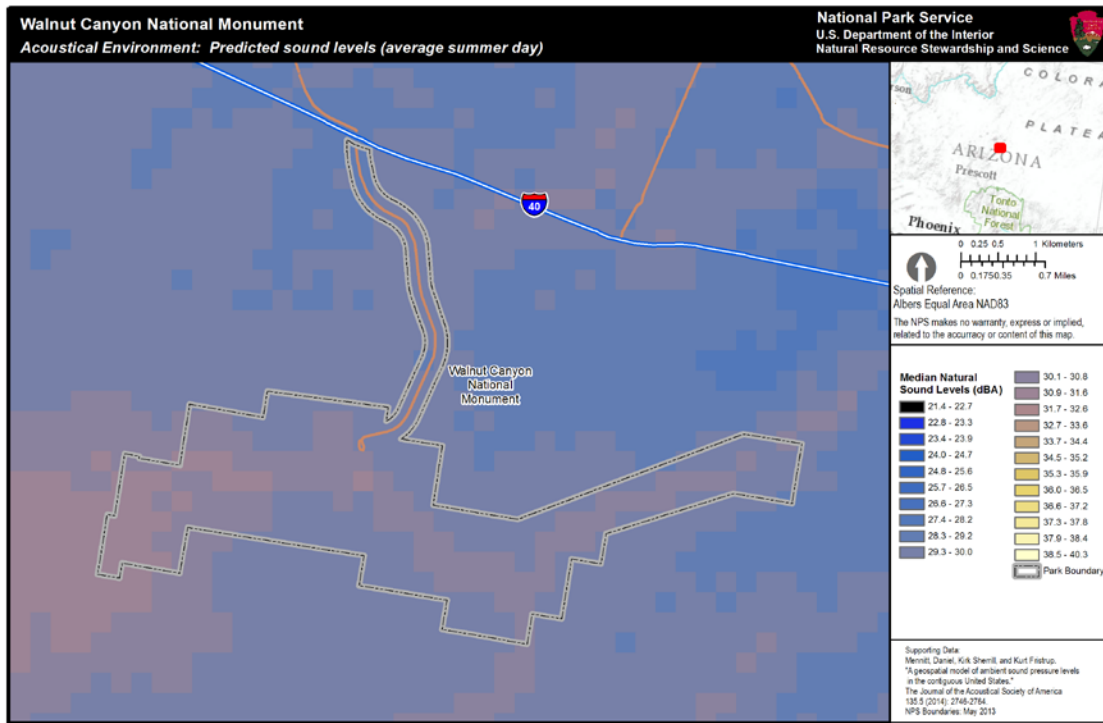 Walnut Canyon National Monument
Acoustical Environment: Predicted sound levels (average summer day)
National Park Service
U.S. Department of the Interior
Natural Resource Stewardship and Science
40
Walnut Canyon
National
Monument
COLORA
PLATEA
ARIZONA
Prescott
Tonto
National
Forest
Phoenix
0 0.25 0.5 1 Kilometers
0 0.175 0.35 0.7 Miles
Spatial Reference:
Albers Equal Area NAD83
The NPS makes no warranty, express or implied,
related to the accurracy or content of this map.
Median Natural
Sound Levels (dBA)
21.4 - 22.7
22.8 - 23.3
23.4 - 23.9
24.0 - 24.7
24.8 - 25.6
25.7 - 26.5
26.6 - 27.3
27.4 - 28.2
28.3 - 29.2
29.3 - 30.0
30.1 - 30.8
30.9 - 31.6
31.7 - 32.6
32.7 - 33.6
33.7 - 34.4
34.5 - 35.2
35.3 - 35.9
36.0 - 36.5
36.6 - 37.2
37.3 - 37.8
37.9 - 38.4
38.5 - 40.3
Park Boundary
Supporting Data:
Mennitt, Daniel, Kirk Sherrill, and Kurt Fristrup.
"A geospatial model of ambient sound pressure levels
in the contiguous United States."
The Journal of the Acoustical Society of America
135.5 (2014): 2746-2764.
NPS Boundaries: May 2013